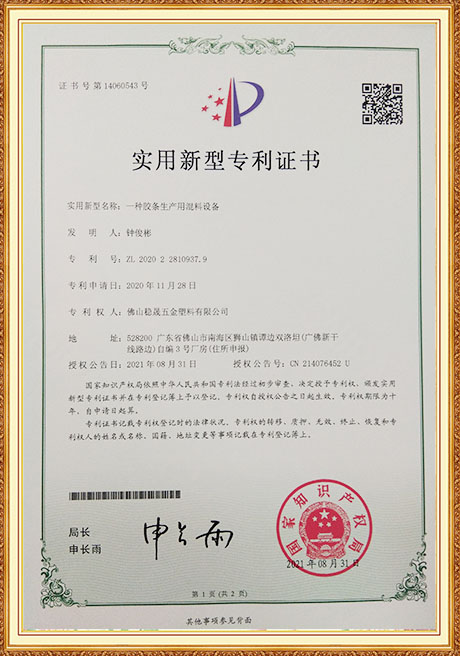 证书号第14060543号
实用新型专利证书
实用新型名称：一种胶条生产用混料设备
发明人：钟俊彬
专利号：ZL 2020 2 2810937.9
专利申请日：2020年11月28日
专利权人：佛山稳晟五金塑料有限公司
地址：528200 广东省佛山市南海区狮山镇谭边双洛坦(广佛新干
线路边)自编3号厂房(住所申报)
授权公告日：2021年08月31日 授权公告号：CN 214076452 U
国家知识产权局依照中华人民共和国专利法经过初步审查，决定授予专利权，颁发实用
新型专利证书并在专利登记簿上予以登记。专利权自授权公告之日起生效。专利权期限为十
年，自申请日起算。
专利证书记载专利权登记时的法律状况。专利权的转移、质押、无效、终止、恢复和专
利权人的姓名或名称、国籍、地址变更等事项记载在专利登记簿上。
局长
申长雨
申长雨
国家知识产权局
2021年08月31日
第1页(共2页)
其他事项参见背面